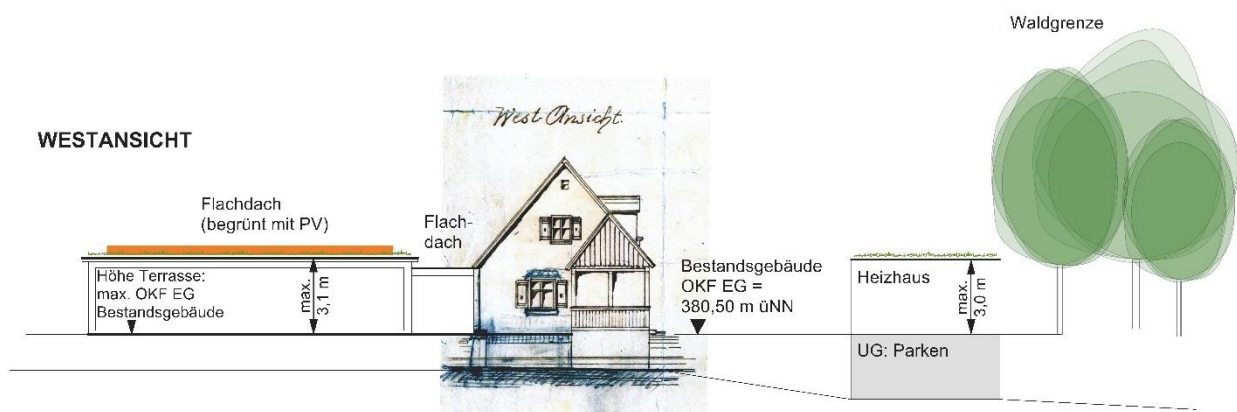 Waldgrenze
West Ansicht.
WESTANSICHT
Flachdach
(begrünt mit PV)
Flach-
dach
Höhe Terrasse:
max. OKF EG
Bestandsgebäude
max.
3,1 m
Bestandsgebäude
OKF EG =
380,50 m üNN
Heizhaus
max.
3,0 m
UG: Parken